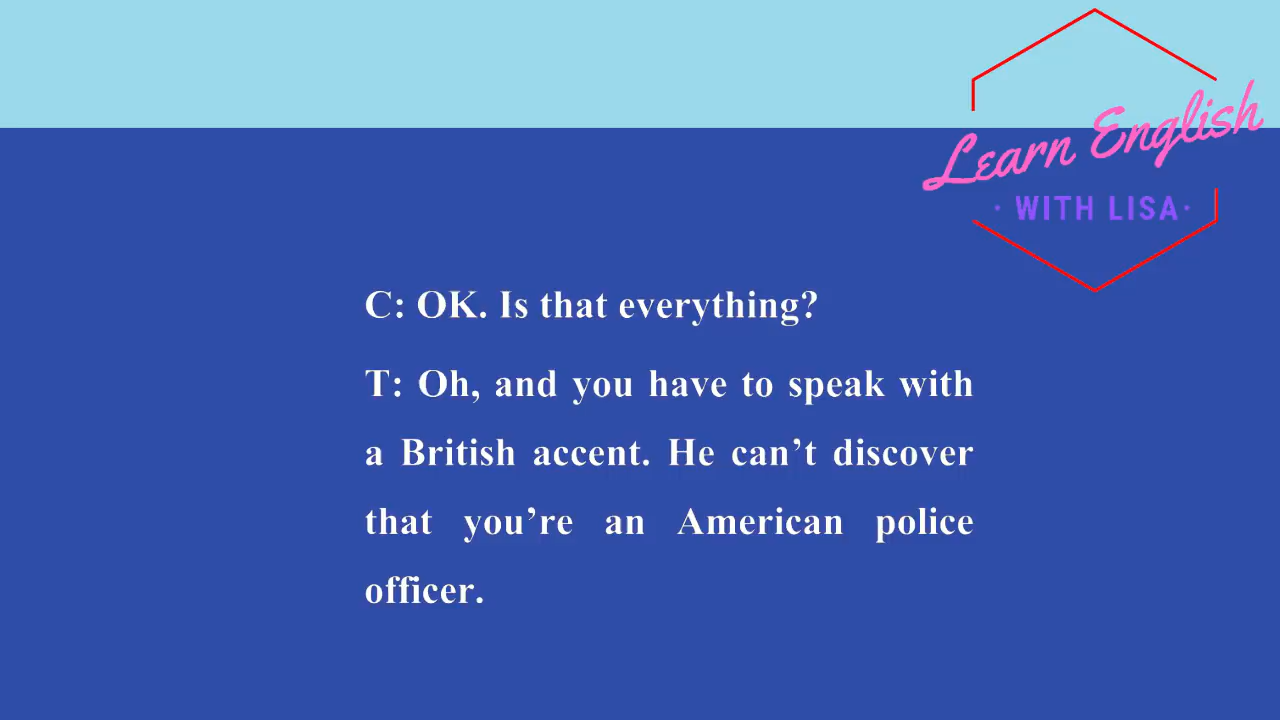 Learn English
· WITH LISA·
C: OK. Is that everything?
T: Oh, and you have to speak with
a British accent. He can’t discover
that you’re an American police
officer.